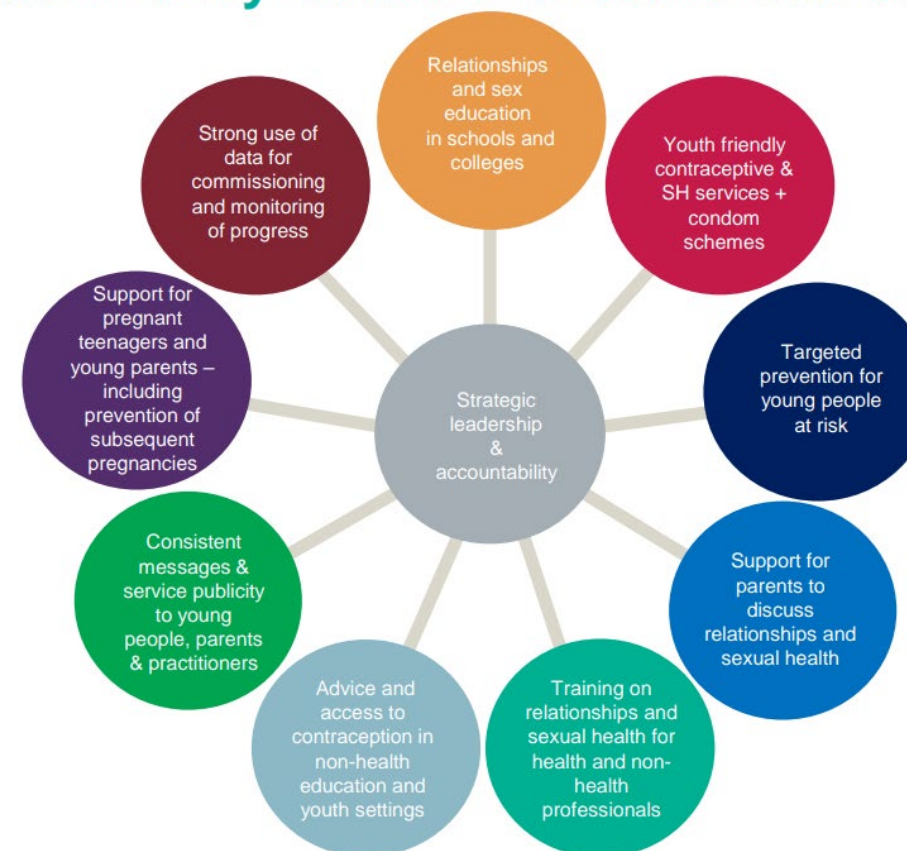 Relationships
and sex
education
in schools and
colleges
Youth friendly
contraceptive &
SH services +
condom
schemes
Targeted
prevention for
young people
at risk
Support for
parents to
discuss
relationships and
sexual health
Training on
relationships and
sexual health for
health and non-
health
professionals
Advice and
access to
contraception in
non-health
education and
youth settings
Consistent
messages &
service publicity
to young
people, parents
& practitioners
Support for
pregnant
teenagers and
young parents –
including
prevention of
subsequent
pregnancies
Strong use of
data for
commissioning
and monitoring
of progress
Strategic
leadership
&
accountability